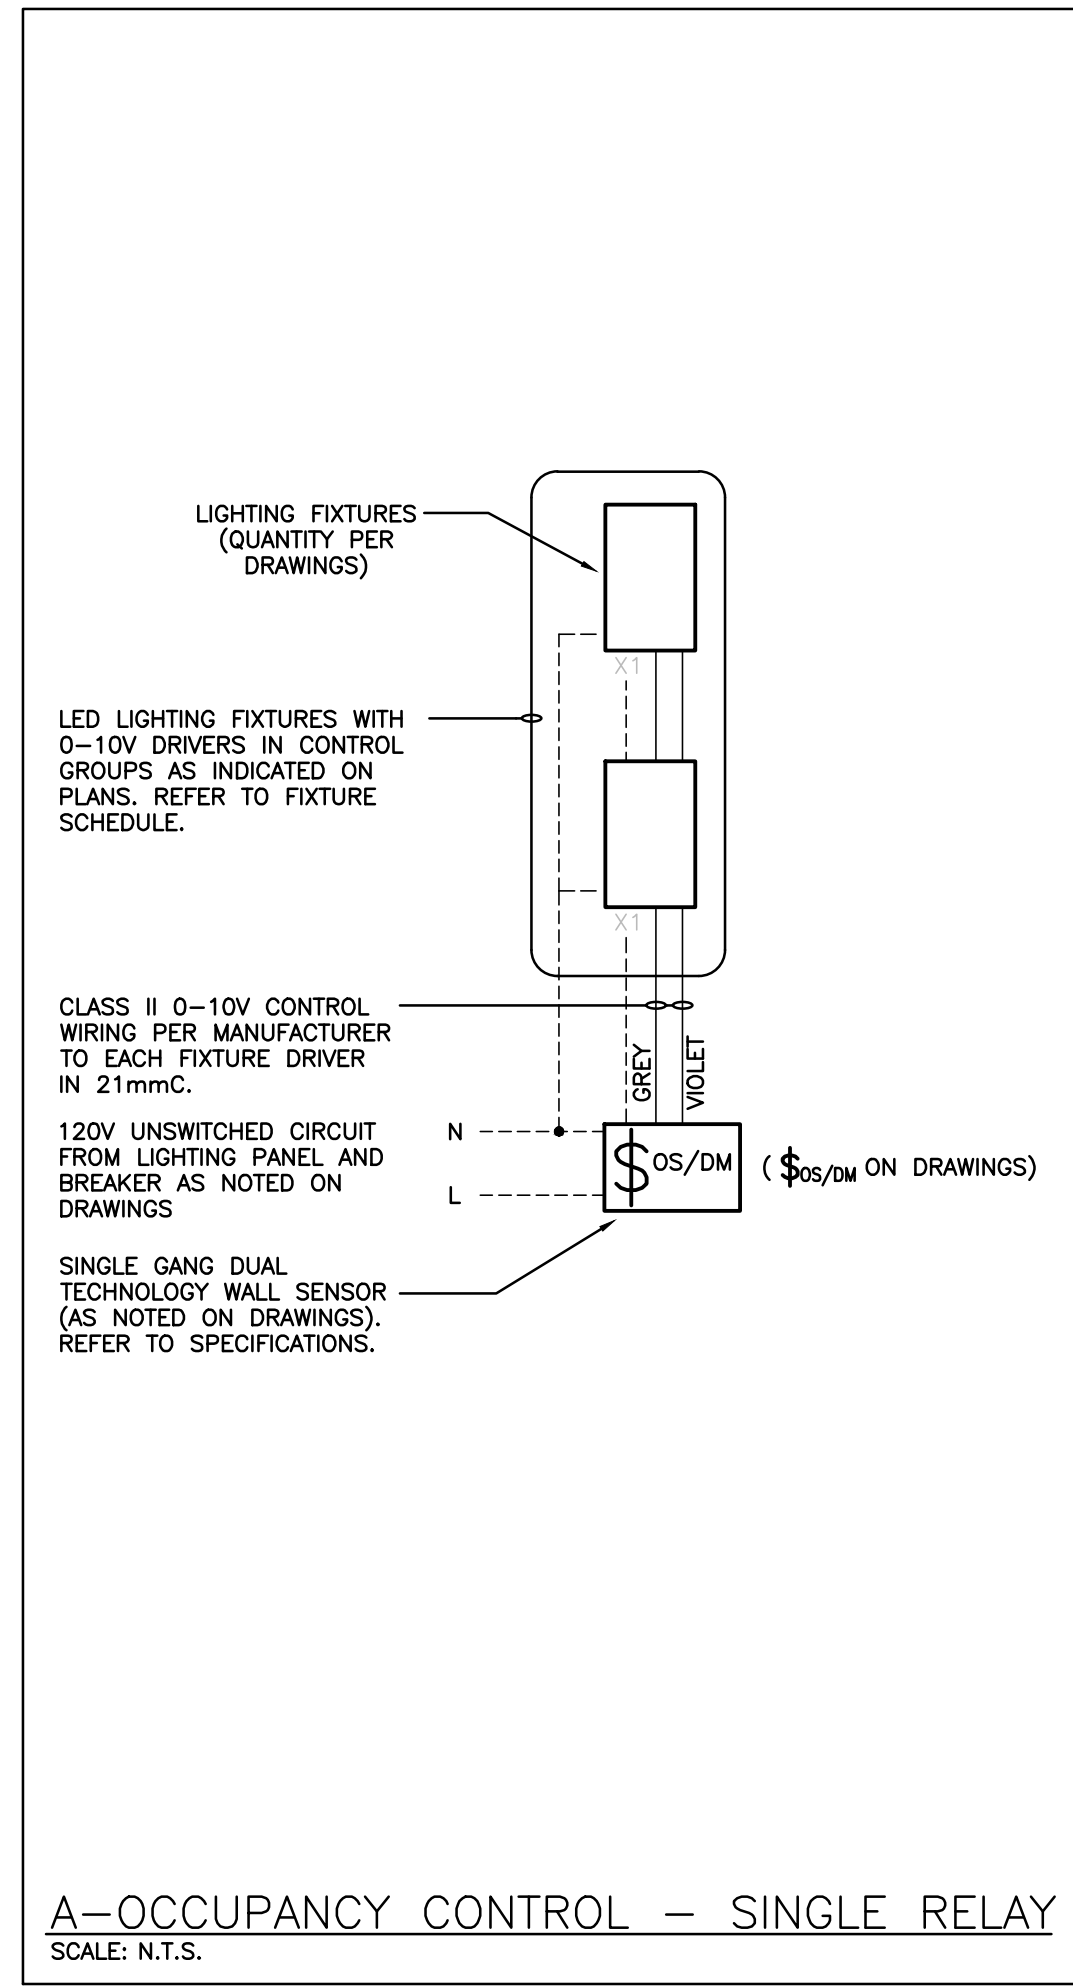 LIGHTING FIXTURES
(QUANTITY PER
DRAWINGS)
X1
LED LIGHTING FIXTURES WITH
0-10V DRIVERS IN CONTROL
GROUPS AS INDICATED ON
PLANS. REFER TO FIXTURE
SCHEDULE.
X1
CLASS II 0-10V CONTROL
WIRING PER MANUFACTURER
TO EACH FIXTURE DRIVER
IN 21mmC.
GREY
VIOLET
120V UNSWITCHED CIRCUIT
FROM LIGHTING PANEL AND
BREAKER AS NOTED ON
DRAWINGS
N
L
$ OS/DM
( $OS/DM ON DRAWINGS)
SINGLE GANG DUAL
TECHNOLOGY WALL SENSOR
(AS NOTED ON DRAWINGS).
REFER TO SPECIFICATIONS.
A-OCCUPANCY CONTROL - SINGLE RELAY
SCALE: N.T.S.